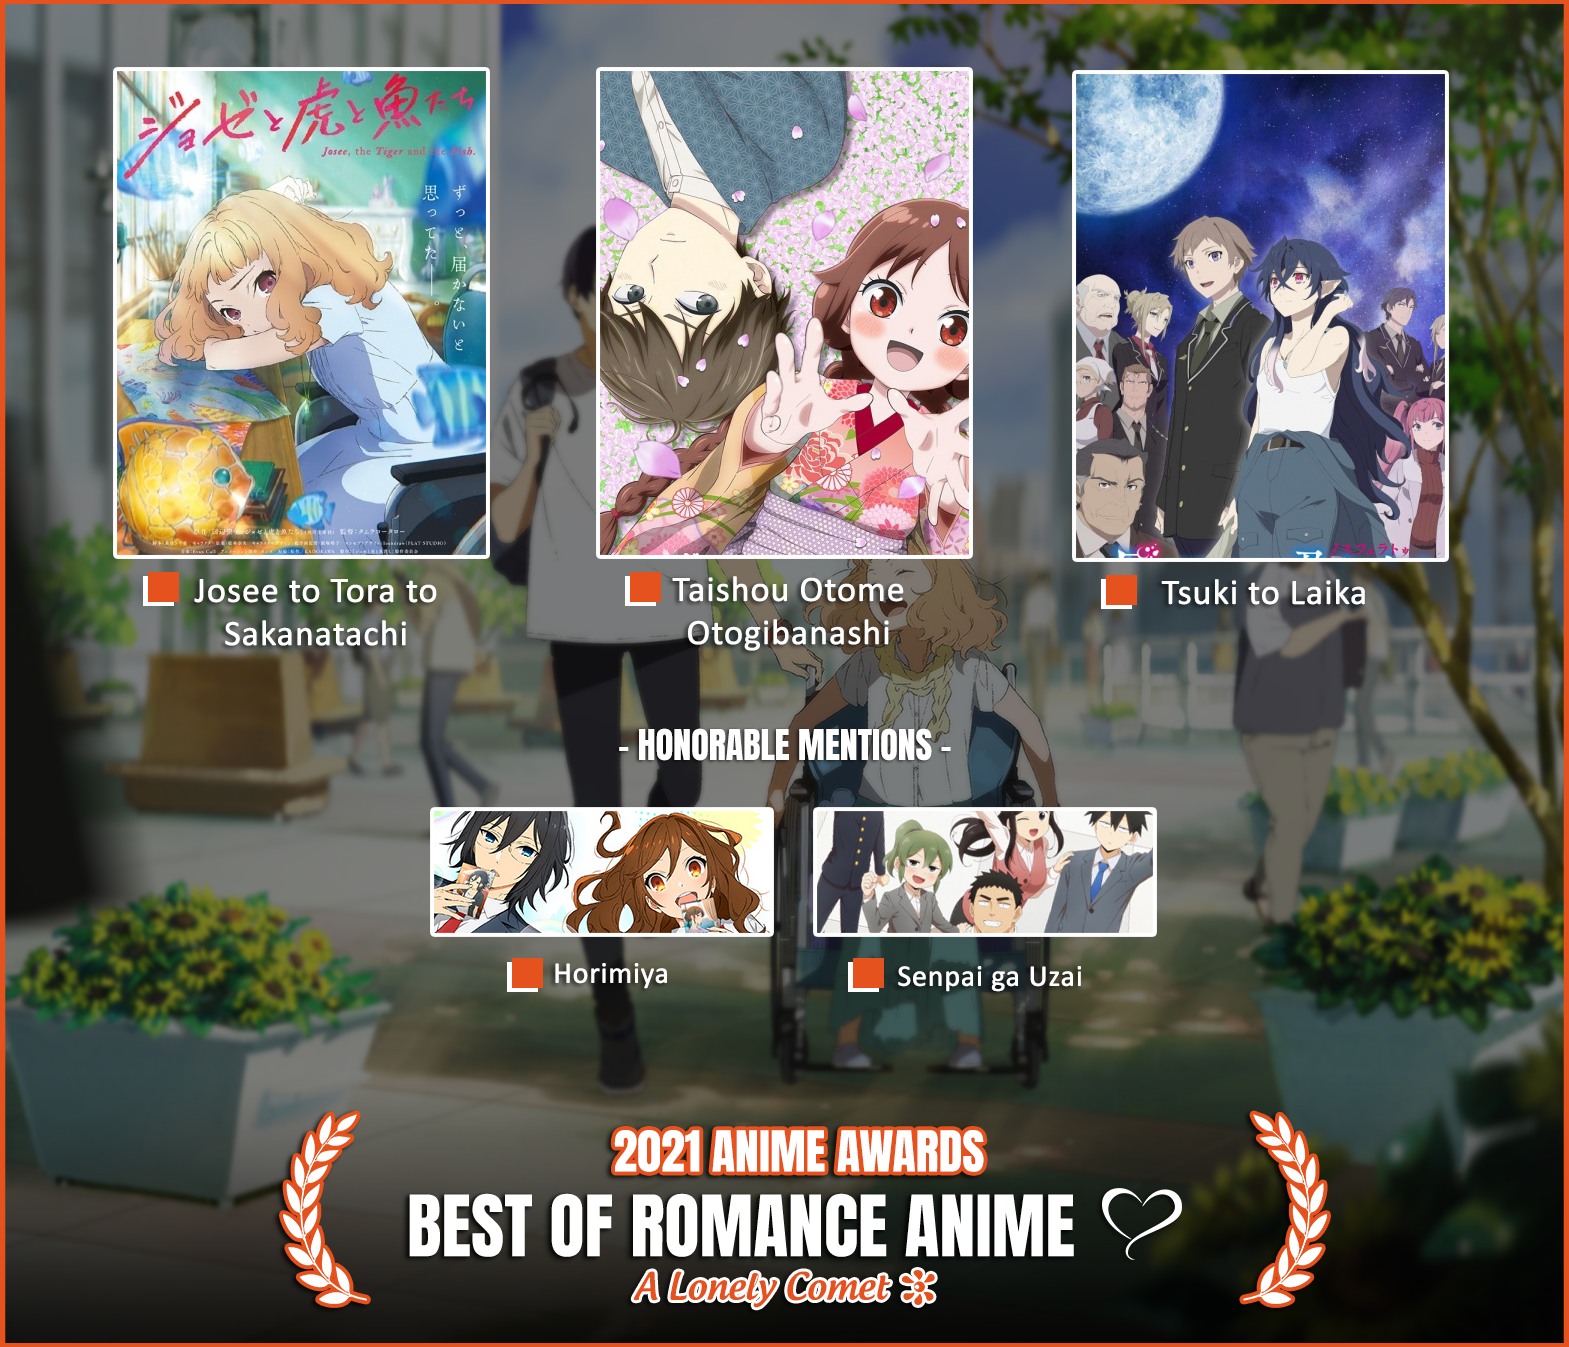 ジョゼと虎と魚たち
Josee, the Tiger and the Fish.
ずっと、届かないと
思ってた——。
Josee to Tora to
Sakanatachi
Taishou Otome
Otogibanashi
Tsuki to Laika
- HONORABLE MENTIONS -
Horimiya
Senpai ga Uzai
2021 ANIME AWARDS
BEST OF ROMANCE ANIME
A Lonely Comet